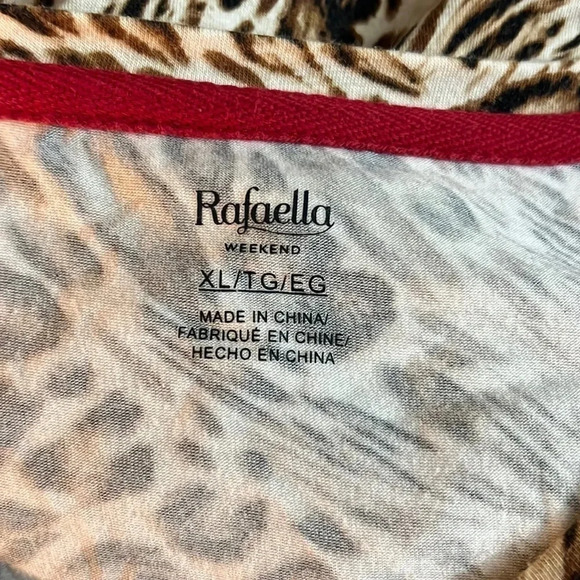 Rafaella
WEEKEND
XL/TG/EG
MADE IN CHINA/
FABRIQUÉ EN CHINE/
HECHO EN CHINA